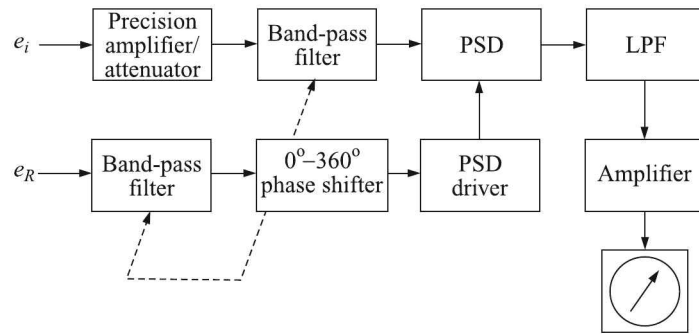 e_i
Precision
amplifier/
attenuator
Band-pass
filter
PSD
LPF
e_R
Band-pass
filter
0°–360°
phase shifter
PSD
driver
Amplifier